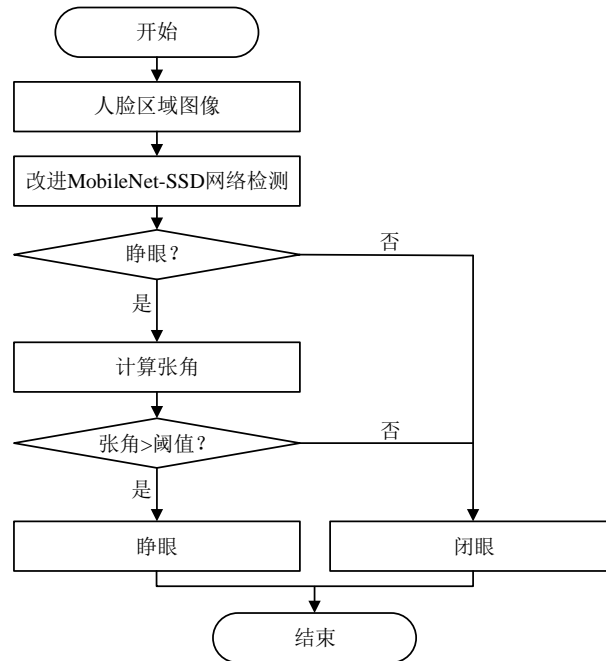 开始
人脸区域图像
改进MobileNet-SSD网络检测
睁眼？
否
是
计算张角
张角>阈值？
否
是
睁眼
闭眼
结束